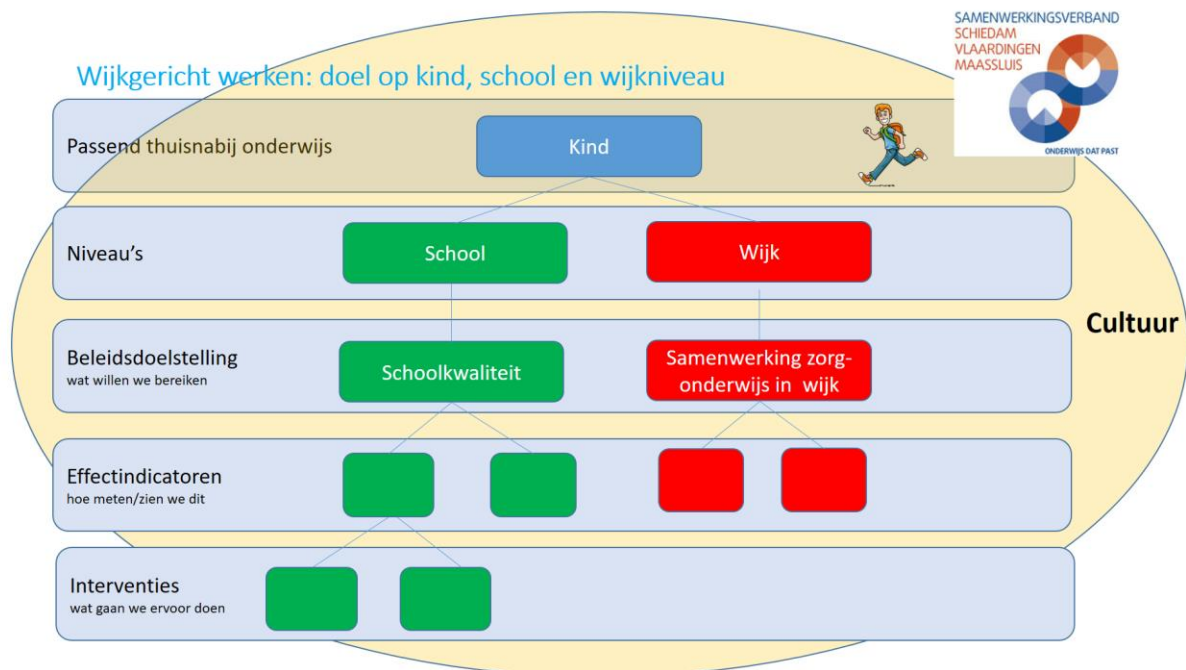 SAMENWERKINGSVERBAND
SCHIEDAM
VLAARDINGEN
MAASSLUIS
ONDERWIJS DAT PAST
Wijkgericht werken: doel op kind, school en wijkniveau
Passend thuisnabij onderwijs
Kind
Niveau's
School
Wijk
Cultuur
Beleidsdoelstelling
wat willen we bereiken
Schoolkwaliteit
Samenwerking zorg-
onderwijs in wijk
Effectindicatoren
hoe meten/zien we dit
Interventies
wat gaan we ervoor doen